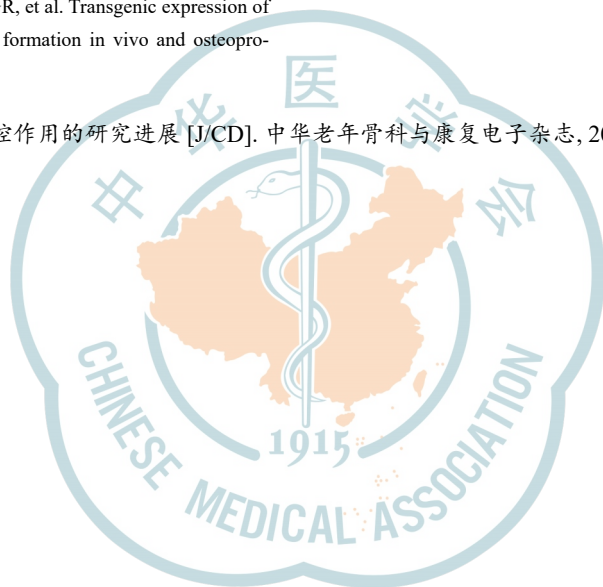 R, et al. Transgenic expression of
formation in vivo and osteopro-
作用的研究进展 [J/CD]. 中华老年骨科与康复电子杂志, 20
中华医学会
1915
CHINESE MEDICAL ASSOCIATION